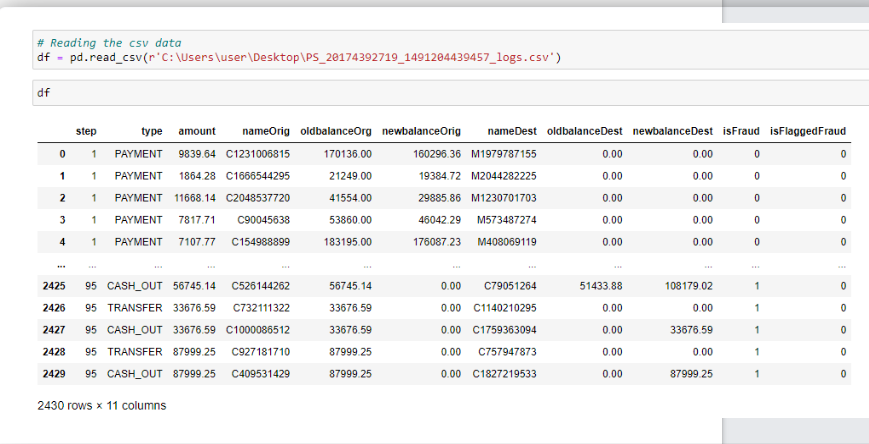 # Reading the csv data
df = pd.read_csv(r'C:\Users\user\Desktop\PS_20174392719_1491204439457_logs.csv')
df
step type amount nameOrig oldbalanceOrg newbalanceOrig nameDest oldbalanceDest newbalanceDest isFraud isFlaggedFraud
0 1 PAYMENT 9839.64 C1231006815 170136.00 160296.36 M1979787155 0.00 0.00 0 0
1 1 PAYMENT 1864.28 C1666544295 21249.00 19384.72 M2044282225 0.00 0.00 0 0
2 1 PAYMENT 11668.14 C2048537720 41554.00 29885.86 M1230701703 0.00 0.00 0 0
3 1 PAYMENT 7817.71 C90045638 53860.00 46042.29 M573487274 0.00 0.00 0 0
4 1 PAYMENT 7107.77 C154988899 183195.00 176087.23 M408069119 0.00 0.00 0 0
... ... ... ... ... ... ... ... ... ... ... ...
2425 95 CASH_OUT 56745.14 C526144262 56745.14 0.00 C79051264 51433.88 108179.02 1 0
2426 95 TRANSFER 33676.59 C732111322 33676.59 0.00 C1140210295 0.00 0.00 1 0
2427 95 CASH_OUT 33676.59 C1000086512 33676.59 0.00 C1759363094 0.00 33676.59 1 0
2428 95 TRANSFER 87999.25 C927181710 87999.25 0.00 C757947873 0.00 0.00 1 0
2429 95 CASH_OUT 87999.25 C409531429 87999.25 0.00 C1827219533 0.00 87999.25 1 0
2430 rows × 11 columns